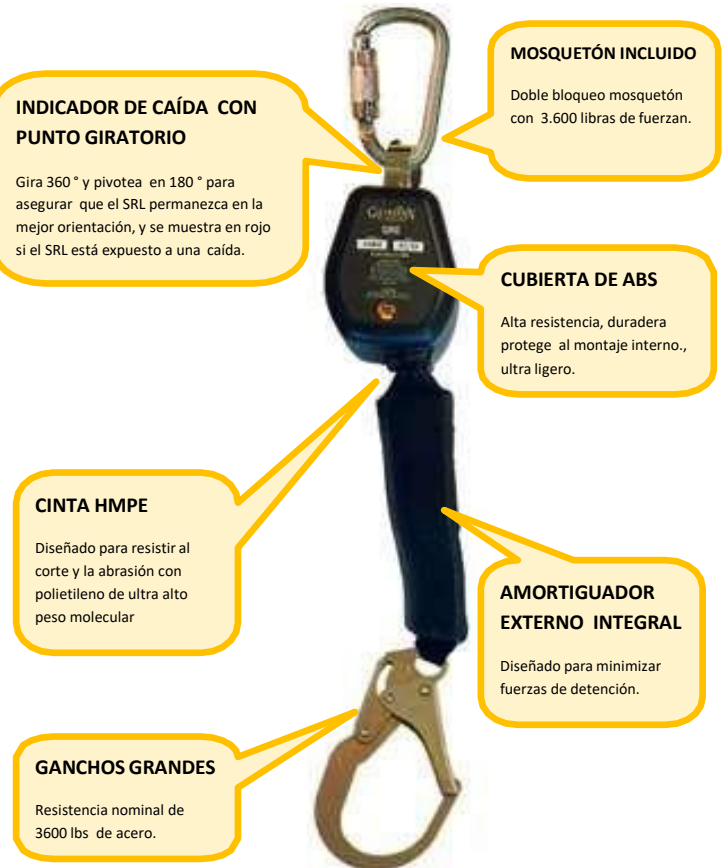 MOSQUETÓN INCLUIDO
Doble bloqueo mosquetón
con 3.600 libras de fuerzan.
INDICADOR DE CAÍDA CON
PUNTO GIRATORIO
Gira 360 ° y pivotea en 180 ° para
asegurar que el SRL permanezca en la
mejor orientación, y se muestra en rojo
si el SRL está expuesto a una caída.
CUBIERTA DE ABS
Alta resistencia, duradera
protege al montaje interno.,
ultra ligero.
CINTA HMPE
Diseñado para resistir al
corte y la abrasión con
polietileno de ultra alto
peso molecular
AMORTIGUADOR
EXTERNO INTEGRAL
Diseñado para minimizar
fuerzas de detención.
GANCHOS GRANDES
Resistencia nominal de
3600 lbs de acero.